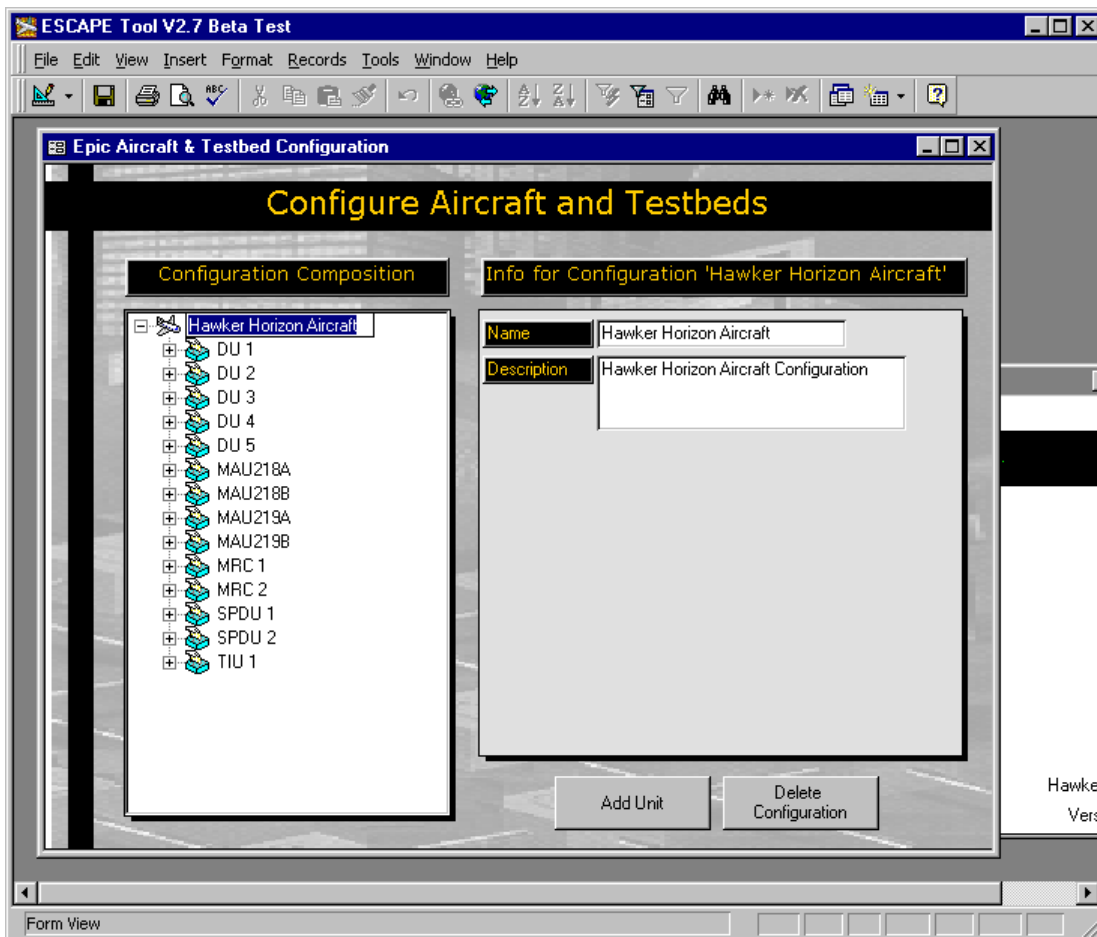 ESCAPE Tool V2.7 Beta Test
File Edit View Insert Format Records Tools Window Help
Epic Aircraft & Testbed Configuration
Configure Aircraft and Testbeds
Configuration Composition
Info for Configuration 'Hawker Horizon Aircraft'
Hawker Horizon Aircraft
DU 1
DU 2
DU 3
DU 4
DU 5
MAU218A
MAU218B
MAU219A
MAU219B
MRC 1
MRC 2
SPDU 1
SPDU 2
TIU 1
Name
Hawker Horizon Aircraft
Description
Hawker Horizon Aircraft Configuration
Add Unit
Delete
Configuration
Hawke
Vers
Form View